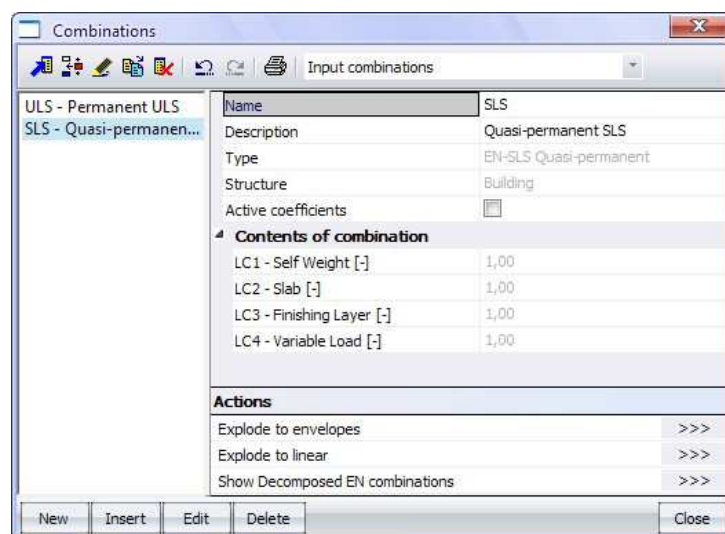 Combinations
Input combinations
ULS - Permanent ULS
SLS - Quasi-permanen...
Name SLS
Description Quasi-permanent SLS
Type EN-SLS Quasi-permanent
Structure Building
Active coefficients
Contents of combination
LC1 - Self Weight [-] 1,00
LC2 - Slab [-] 1,00
LC3 - Finishing Layer [-] 1,00
LC4 - Variable Load [-] 1,00
Actions
Explode to envelopes >>>
Explode to linear >>>
Show Decomposed EN combinations >>>
New Insert Edit Delete Close